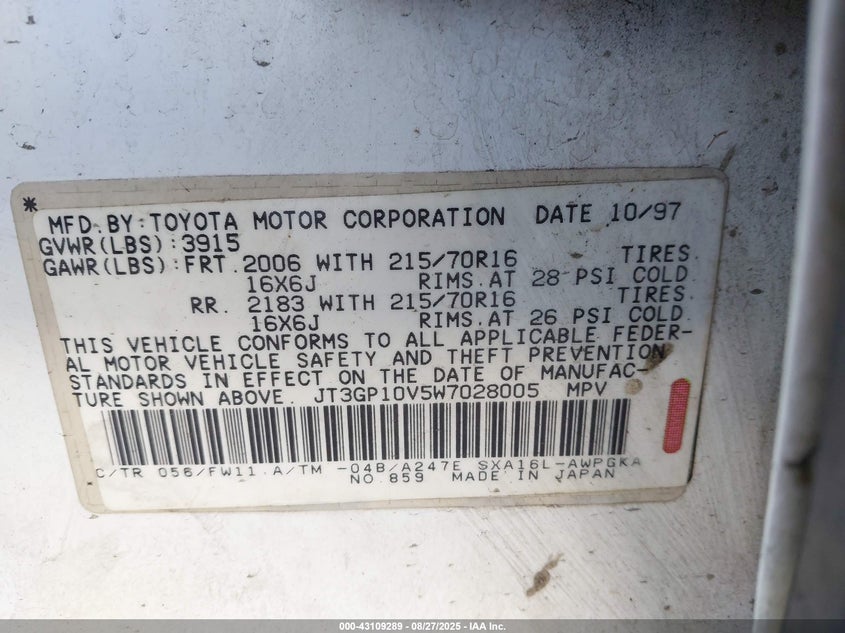 *
MFD. BY: TOYOTA MOTOR CORPORATION DATE 10/97
GVWR(LBS):3915
GAWR(LBS):FRT. 2006 WITH 215/70R16 TIRES.
16X6J RIMS.AT 28 PSI COLD
RR. 2183 WITH 215/70R16 TIRES.
16X6J RIMS.AT 26 PSI COLD.
THIS VEHICLE CONFORMS TO ALL APPLICABLE FEDER-
AL MOTOR VEHICLE SAFETY AND THEFT PREVENTION
STANDARDS IN EFFECT ON THE DATE OF MANUFAC-
TURE SHOWN ABOVE. JT3GP10V5W7028005 MPV
C/TR 056/FW11 A/TM -04B/A247E SXA16L-AWPGKA
NO.859 MADE IN JAPAN
000-43109289 - 08/27/2025 - IAA Inc.